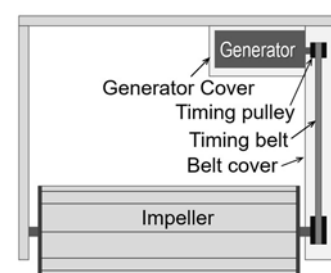 Generator
Generator Cover
Timing pulley
Timing belt
Belt cover
Impeller